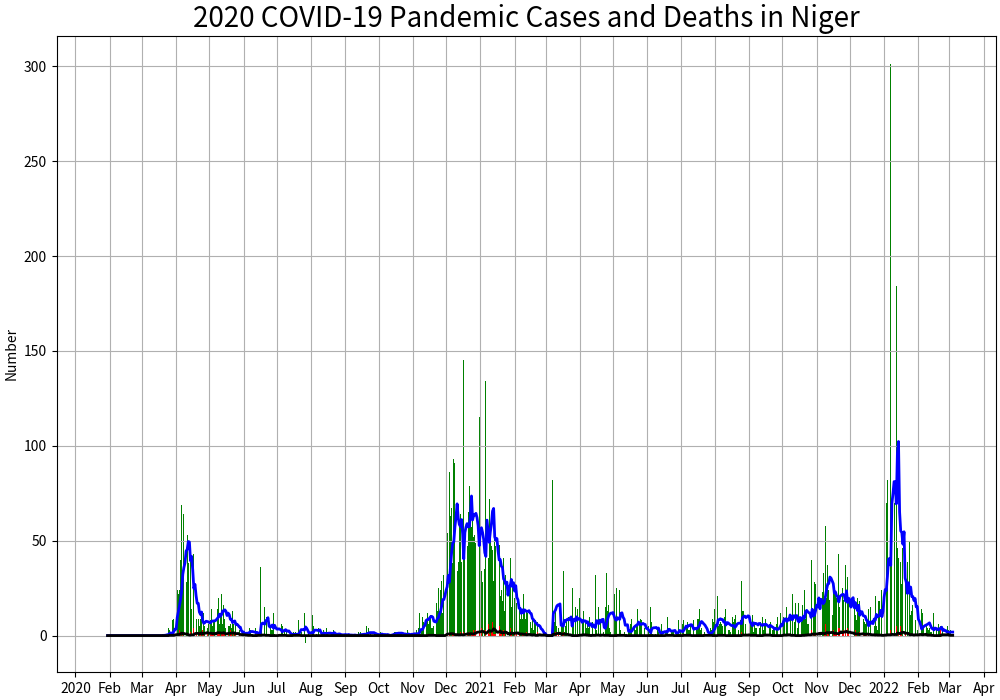 2020 COVID-19 Pandemic Cases and Deaths in Niger
300
250
200
150
100
50
0
Number
2020 Feb Mar Apr May Jun Jul Aug Sep Oct Nov Dec 2021 Feb Mar Apr May Jun Jul Aug Sep Oct Nov Dec 2022 Feb Mar Apr